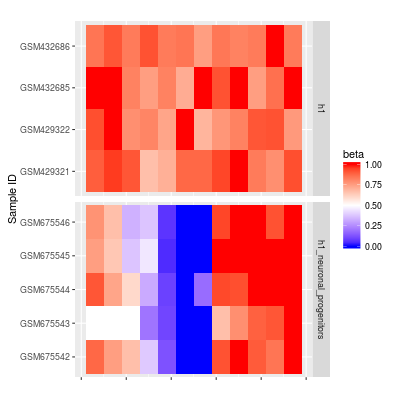 GSM432686
GSM432685
GSM429322
GSM429321
h1
GSM675546
GSM675545
GSM675544
GSM675543
GSM675542
h1_neuronal_progenitors
Sample ID
beta
1.00
0.75
0.50
0.25
0.00